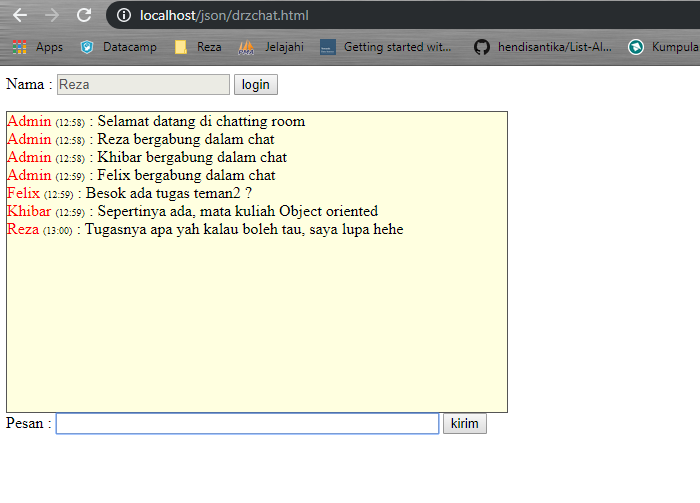 localhost/json/drzchat.html
Apps Datacamp Reza Jelajahi Getting started wit... hendisantika/List-Al... Kumpula
Nama : Reza login
Admin (12:58) : Selamat datang di chatting room
Admin (12:58) : Reza bergabung dalam chat
Admin (12:58) : Khibar bergabung dalam chat
Admin (12:59) : Felix bergabung dalam chat
Felix (12:59) : Besok ada tugas teman2 ?
Khibar (12:59) : Sepertinya ada, mata kuliah Object oriented
Reza (13:00) : Tugasnya apa yah kalau boleh tau, saya lupa hehe
Pesan : kirim